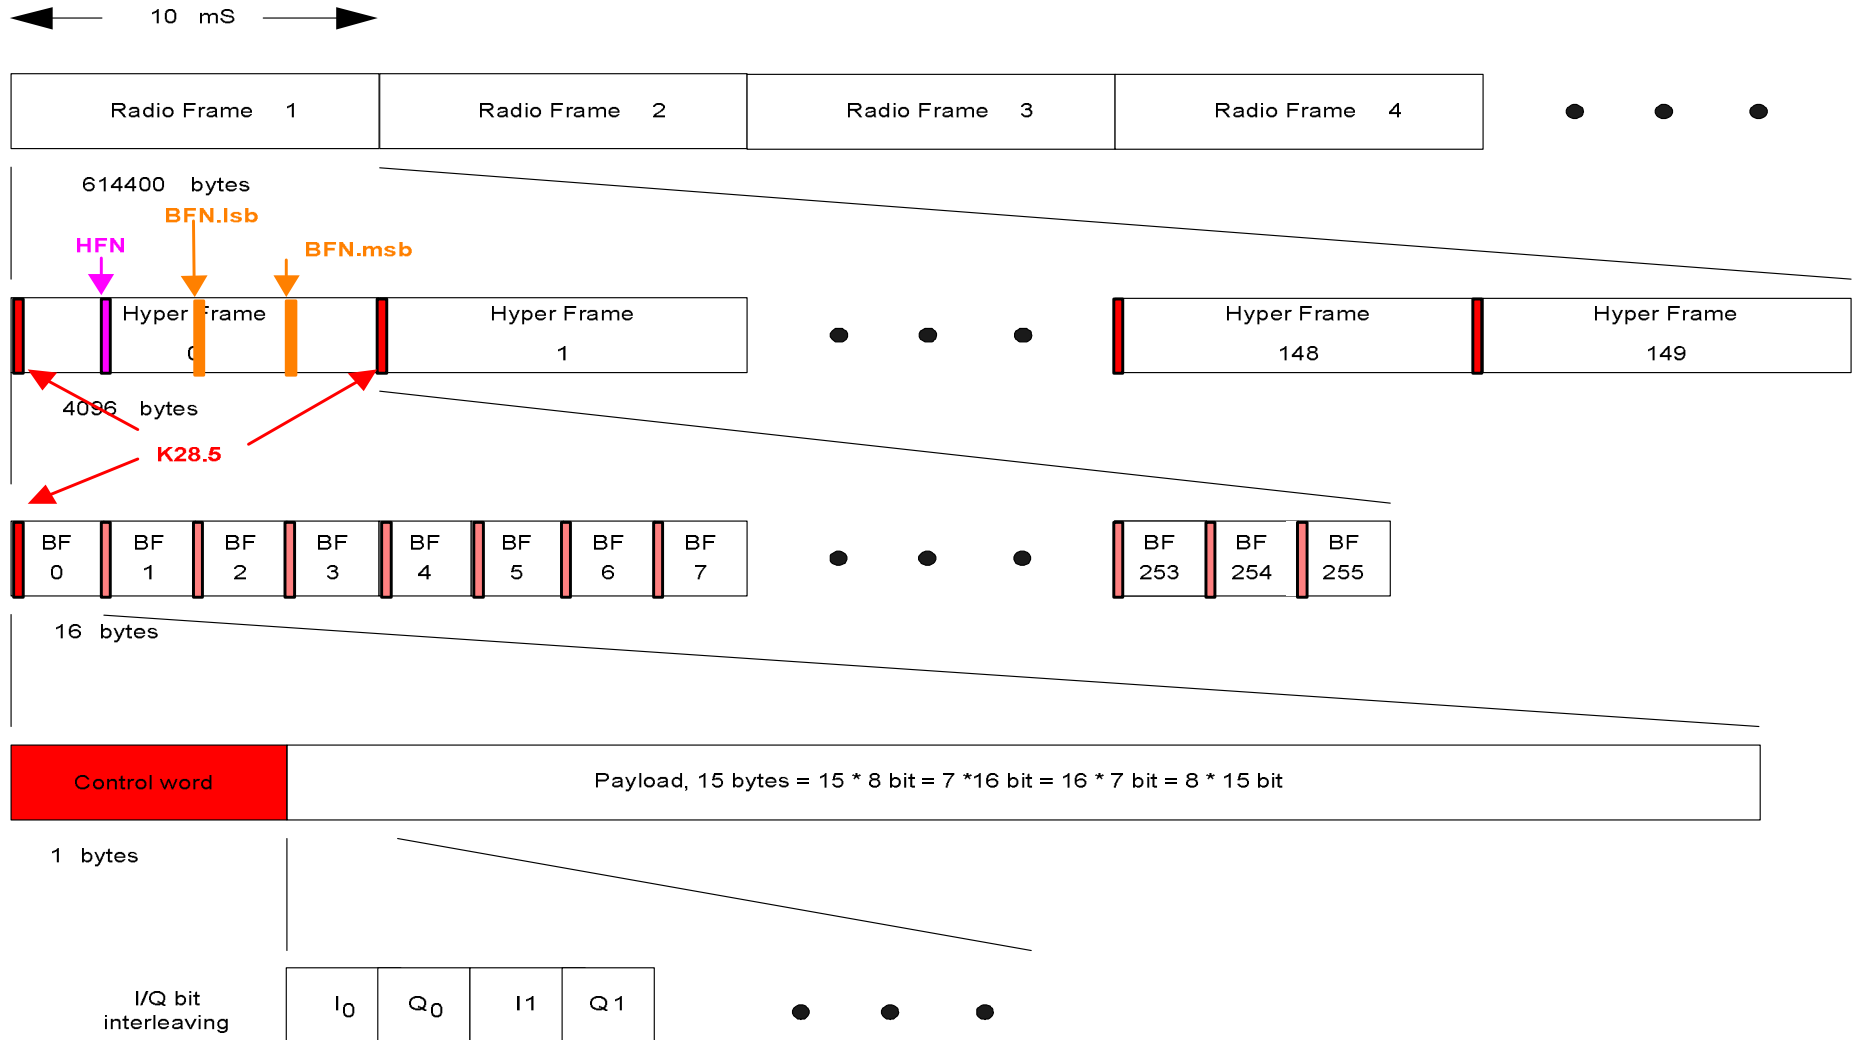 10 mS
Radio Frame 1
Radio Frame 2
Radio Frame 3
Radio Frame 4
614400 bytes
BFN.lsb
HFN
BFN.msb
Hyper Frame
0
Hyper Frame
1
Hyper Frame
148
Hyper Frame
149
4096 bytes
K28.5
BF
0
BF
1
BF
2
BF
3
BF
4
BF
5
BF
6
BF
7
BF
253
BF
254
BF
255
16 bytes
Control word
Payload, 15 bytes = 15 * 8 bit = 7 *16 bit = 16 * 7 bit = 8 * 15 bit
1 bytes
I/Q bit
interleaving
I0
Q0
I1
Q1